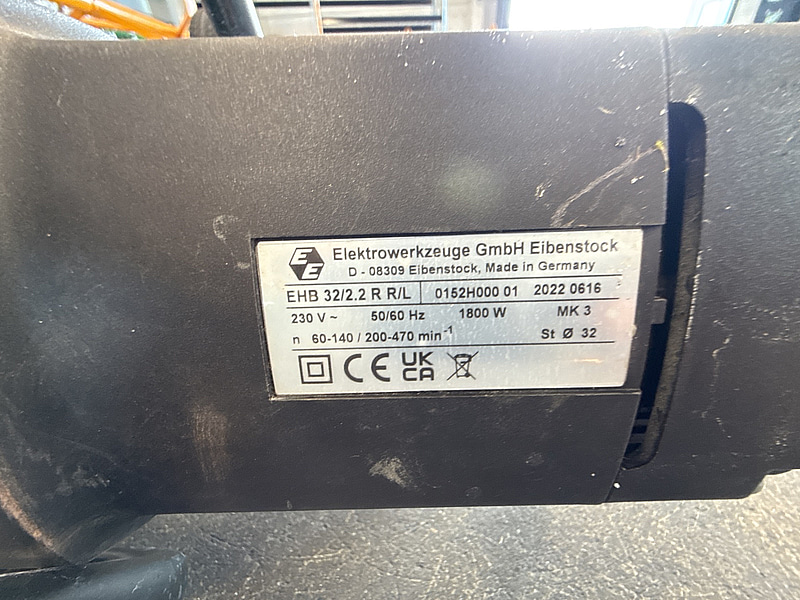 EE Elektrowerkzeuge GmbH Eibenstock
D - 08309 Eibenstock, Made in Germany
EHB 32/2.2 R R/L 0152H000 01 2022 0616
230 V ~ 50/60 Hz 1800 W MK 3
n 60-140 / 200-470 min⁻¹ St Ø 32
CE UK CA